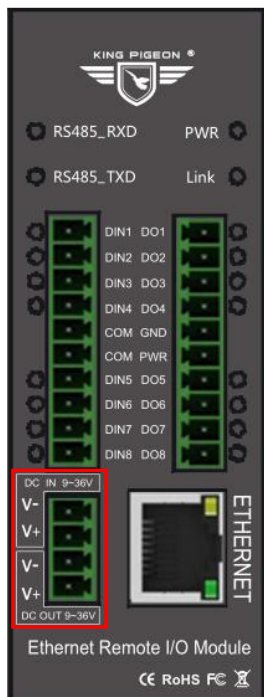 KING PIGEON ®
RS485_RXD PWR
RS485_TXD Link
DIN1 DO1
DIN2 DO2
DIN3 DO3
DIN4 DO4
COM GND
COM PWR
DIN5 DO5
DIN6 DO6
DIN7 DO7
DIN8 DO8
DC IN 9~36V
V-
V+
V-
V+
DC OUT 9~36V
ETHERNET
Ethernet Remote I/O Module
CE RoHS FC